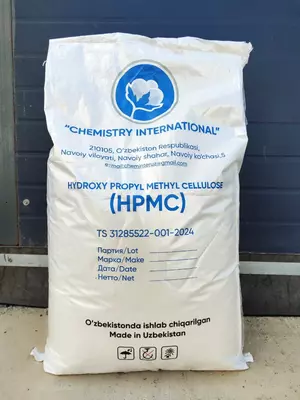 "CHEMISTRY INTERNATIONAL"
210105, O'zbekiston Respublikasi,
Navoiy viloyati, Navoiy shahar, Navoiy ko'chasi, 5
HYDROXY PROPYL METHYL CELLULOSE
(HPMC)
TS 31285522-001-2024
Партия/Lot
Марка/Make
Дата/Date
Нетто/Net
O'zbekistonda ishlab chiqarilgan
Made in Uzbekistan